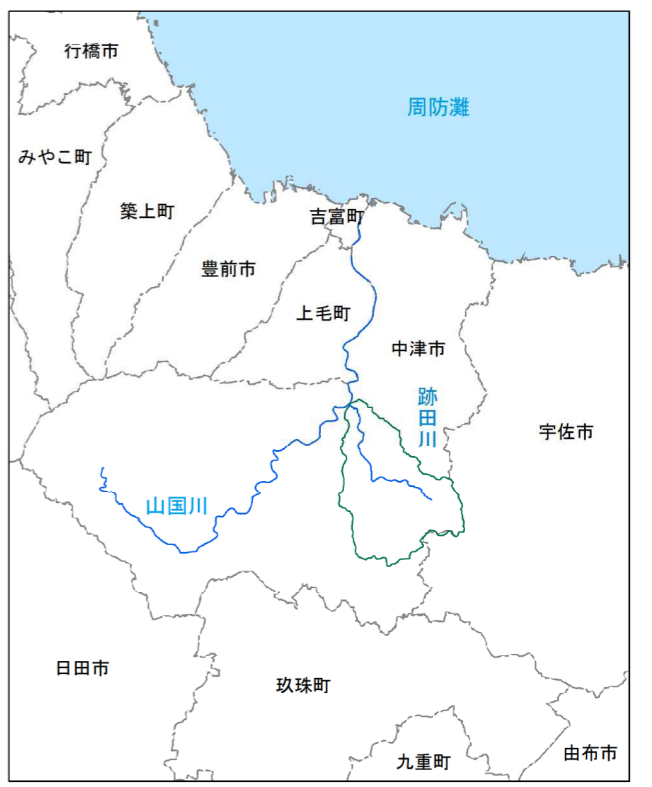 行橋市
周防灘
みやこ町
築上町
吉富町
豊前市
上毛町
中津市
跡田川
宇佐市
山国川
日田市
玖珠町
九重町
由布市